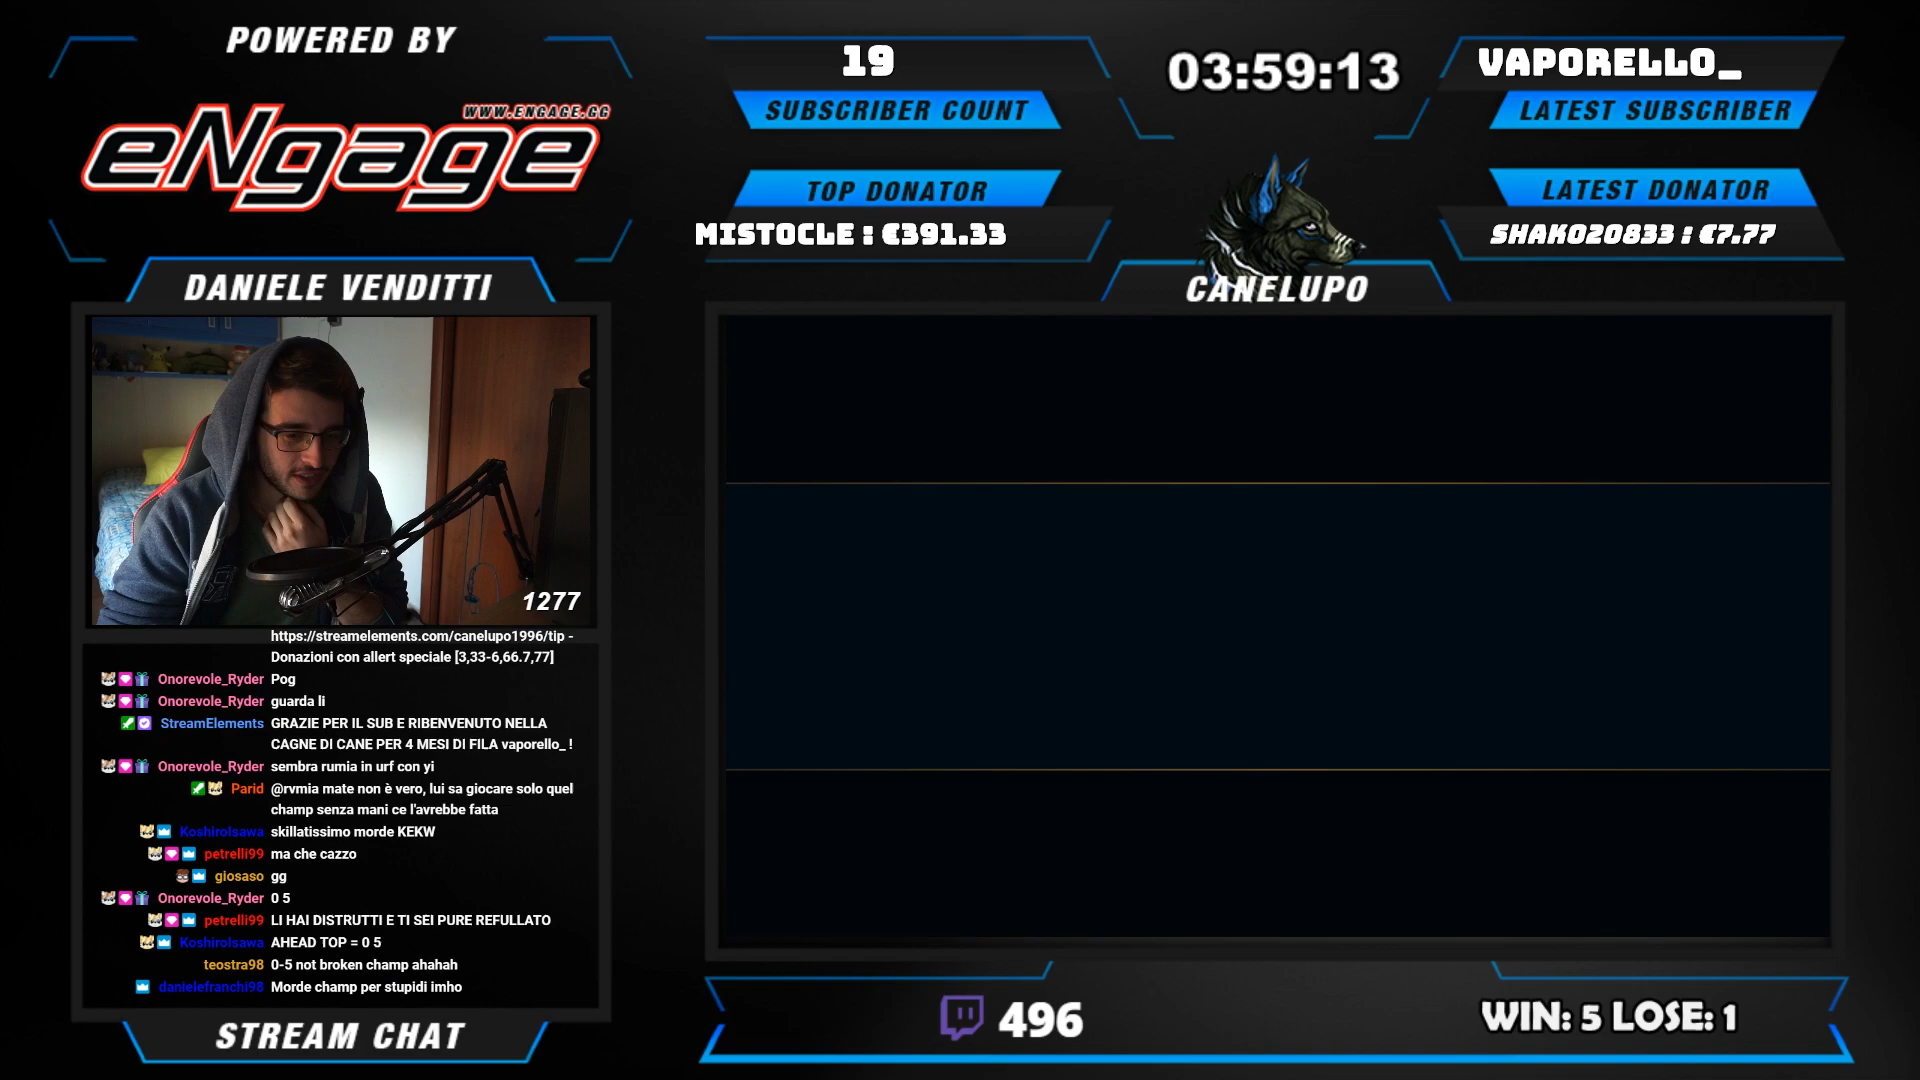 POWERED BY
WWW.ENGAGE.GG
eNgage
19
SUBSCRIBER COUNT
03:59:13
VAPORELLO_
LATEST SUBSCRIBER
TOP DONATOR
MISTOCLE : €391.33
LATEST DONATOR
SHAKO20833 : €7.77
DANIELE VENDITTI
CANELUPO
1277
https://streamelements.com/canelupo1996/tip -
Donazioni con allert speciale [3,33-6,66.7,77]
Onorevole_Ryder Pog
Onorevole_Ryder guarda li
StreamElements GRAZIE PER IL SUB E RIBENVENUTO NELLA
CAGNE DI CANE PER 4 MESI DI FILA vaporello_ !
Onorevole_Ryder sembra rumia in urf con yi
Parid @rvmia mate non è vero, lui sa giocare solo quel
champ senza mani ce l'avrebbe fatta
KoshiroIsawa skillatissimo morde KEKW
petrelli99 ma che cazzo
giosaso gg
Onorevole_Ryder 0 5
petrelli99 LI HAI DISTRUTTI E TI SEI PURE REFULLATO
KoshiroIsawa AHEAD TOP = 0 5
teostra98 0-5 not broken champ ahahah
danielefranchi98 Morde champ per stupidi imho
STREAM CHAT
496
WIN: 5 LOSE: 1